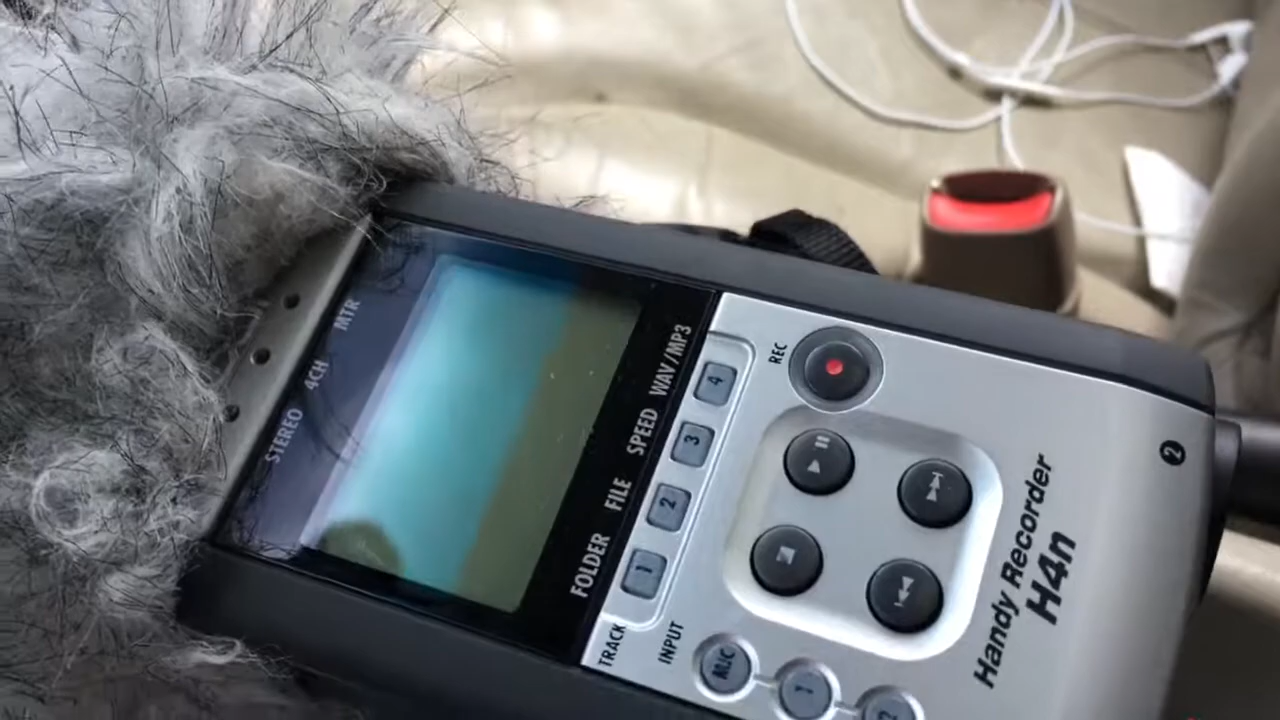 STEREO 4CH MTR
FOLDER FILE SPEED WAV/MP3
TRACK 1 2 3 4
REC
INPUT MIC 1 2
Handy Recorder
H4n
2